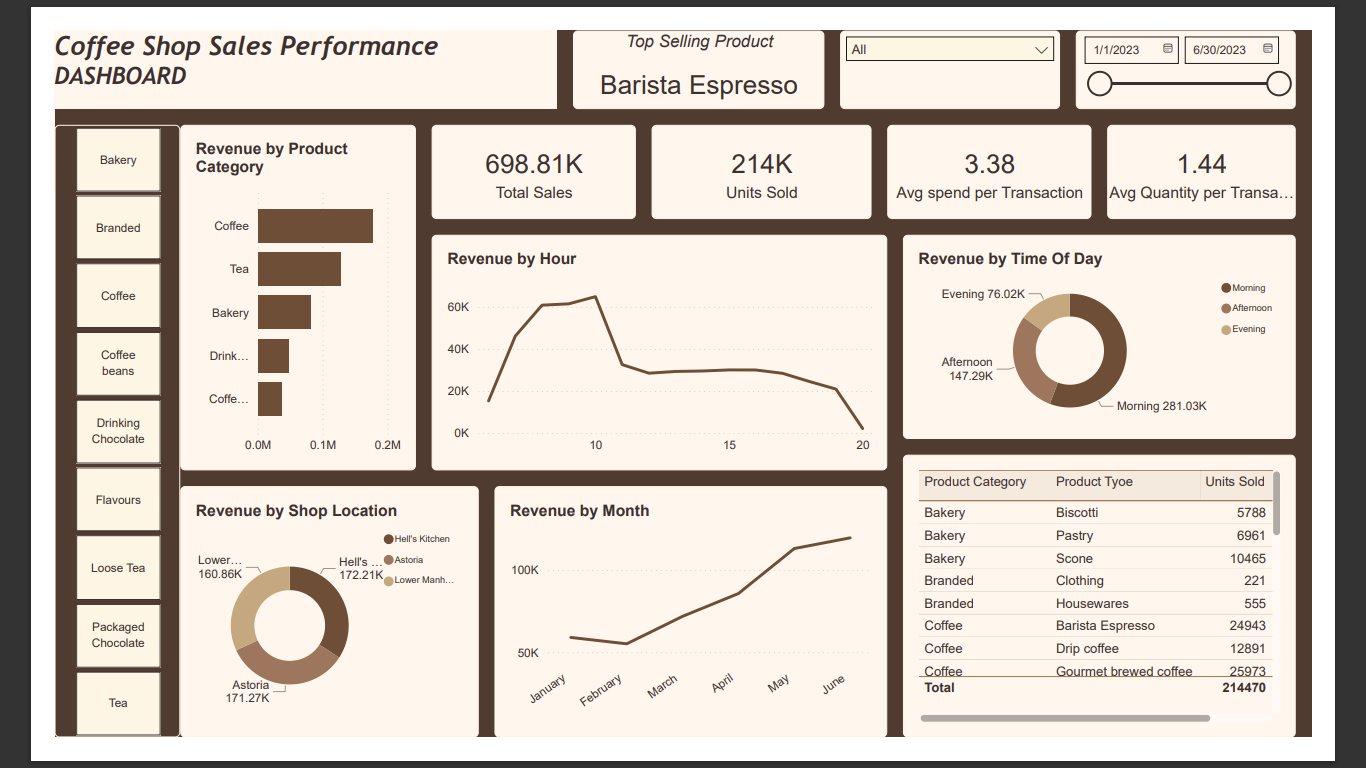 Coffee Shop Sales Performance
DASHBOARD
Top Selling Product
Barista Espresso
All
1/1/2023
6/30/2023
Bakery
Branded
Coffee
Coffee
beans
Drinking
Chocolate
Flavours
Loose Tea
Packaged
Chocolate
Tea
Revenue by Product
Category
Coffee
Tea
Bakery
Drink…
Coffe…
0.0M 0.1M 0.2M
698.81K
Total Sales
214K
Units Sold
3.38
Avg spend per Transaction
1.44
Avg Quantity per Transa…
Revenue by Hour
60K
40K
20K
0K
10 15 20
Revenue by Time Of Day
Evening 76.02K
Afternoon
147.29K
Morning 281.03K
Morning
Afternoon
Evening
Revenue by Shop Location
Lower…
160.86K
Hell's …
172.21K
Astoria
171.27K
Hell's Kitchen
Astoria
Lower Manh…
Revenue by Month
100K
50K
January February March April May June
Product Category Product Tyoe Units Sold
Bakery Biscotti 5788
Bakery Pastry 6961
Bakery Scone 10465
Branded Clothing 221
Branded Housewares 555
Coffee Barista Espresso 24943
Coffee Drip coffee 12891
Coffee Gourmet brewed coffee 25973
Total 214470